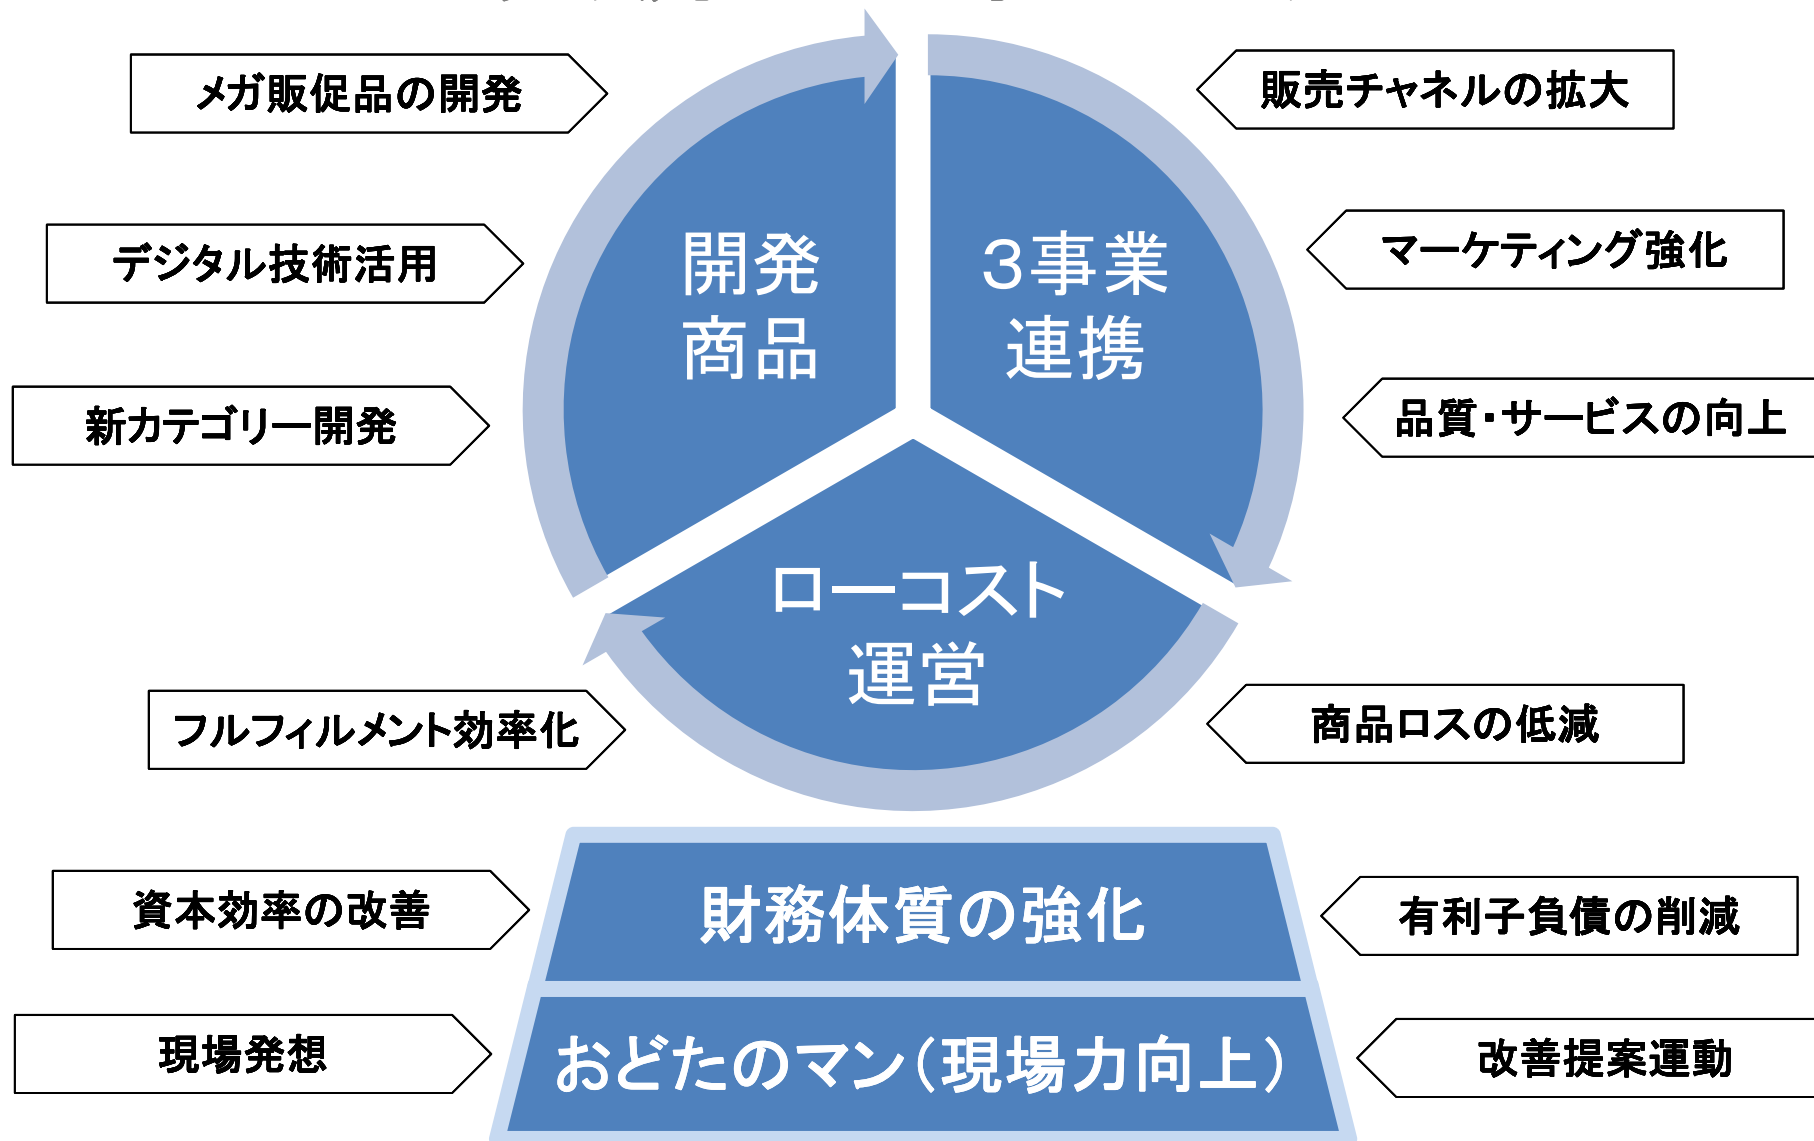 メガ販促品の開発
販売チャネルの拡大
デジタル技術活用
マーケティング強化
開発
商品
３事業
連携
新カテゴリー開発
品質・サービスの向上
ローコスト
運営
フルフィルメント効率化
商品ロスの低減
資本効率の改善
財務体質の強化
有利子負債の削減
現場発想
おどたのマン（現場力向上）
改善提案運動